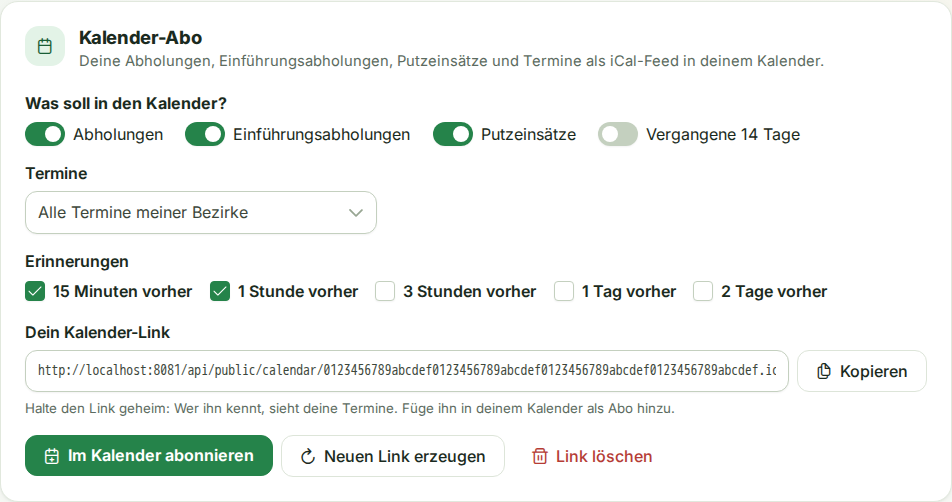 Kalender-Abo
Deine Abholungen, Einführungsabholungen, Putzeinsätze und Termine als iCal-Feed in deinem Kalender.
Was soll in den Kalender?
Abholungen Einführungsabholungen Putzeinsätze Vergangene 14 Tage
Termine
Alle Termine meiner Bezirke
Erinnerungen
15 Minuten vorher 1 Stunde vorher 3 Stunden vorher 1 Tag vorher 2 Tage vorher
Dein Kalender-Link
http://localhost:8081/api/public/calendar/0123456789abcdef0123456789abcdef0123456789abcdef0123456789abcdef.ic Kopieren
Halte den Link geheim: Wer ihn kennt, sieht deine Termine. Füge ihn in deinem Kalender als Abo hinzu.
Im Kalender abonnieren Neuen Link erzeugen Link löschen